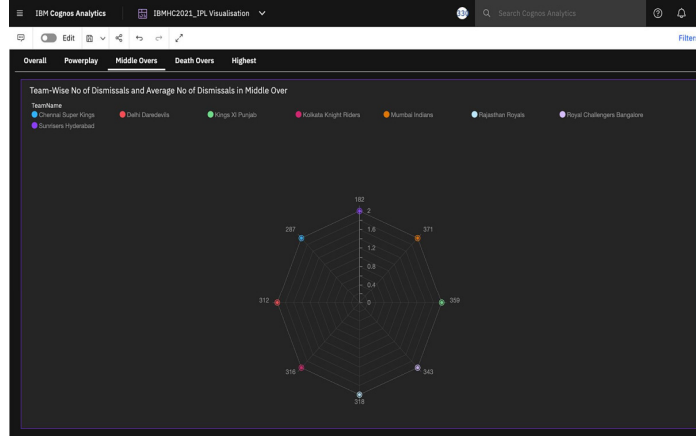 IBM Cognos Analytics IBMHC2021_IPL Visualisation Search Cognos Analytics
Edit Filters
Overall Powerplay Middle Overs Death Overs Highest
Team-Wise No of Dismissals and Average No of Dismissals in Middle Over
TeamName
Chennai Super Kings Delhi Daredevils Kings XI Punjab Kolkata Knight Riders Mumbai Indians Rajasthan Royals Royal Challengers Bangalore
Sunrisers Hyderabad
182
2
267 1.6 371
1.2
0.8
0.4
312 0 359
316 343
318